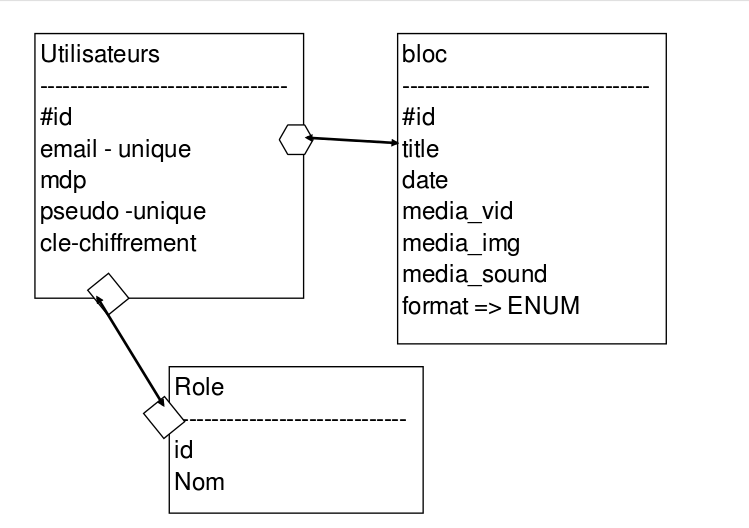 Utilisateurs
--------------------------------
#id
email - unique
mdp
pseudo -unique
cle-chiffrement
bloc
--------------------------------
#id
title
date
media_vid
media_img
media_sound
format => ENUM
Role
------------------------------
id
Nom